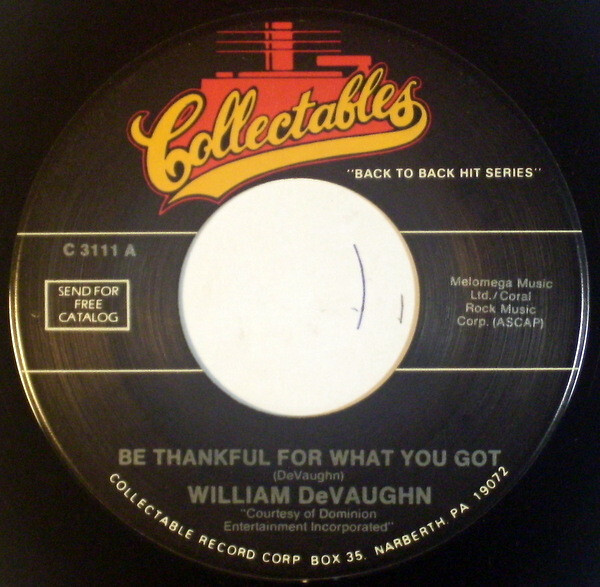 Collectables
"BACK TO BACK HIT SERIES"
C 3111 A
SEND FOR
FREE
CATALOG
Melomega Music
Ltd./Coral
Rock Music
Corp. (ASCAP)
BE THANKFUL FOR WHAT YOU GOT
(DeVaughn)
WILLIAM DeVAUGHN
"Courtesy of Dominion
Entertainment Incorporated"
COLLECTABLE RECORD CORP BOX 35. NARBERTH, PA 19072